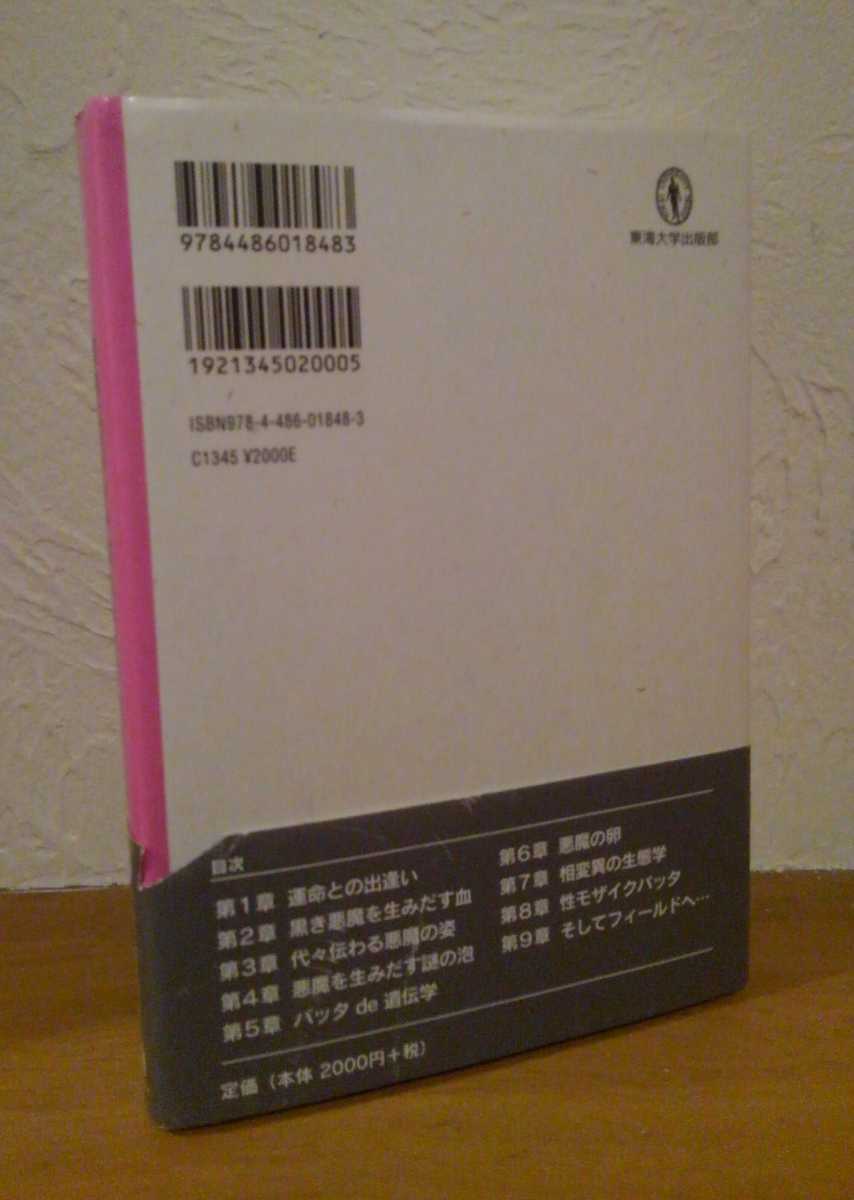 9784486018483
1921345020005
ISBN978-4-486-01848-3
C1345 ¥2000E
東海大学出版部
目次
第1章 運命との出逢い
第2章 黒き悪魔を生みだす血
第3章 代々伝わる悪魔の姿
第4章 悪魔を生みだす謎の泡
第5章 バッタ de 遺伝学
第6章 悪魔の卵
第7章 相変異の生態学
第8章 性モザイクバッタ
第9章 そしてフィールドへ…
定価（本体 2000円＋税）